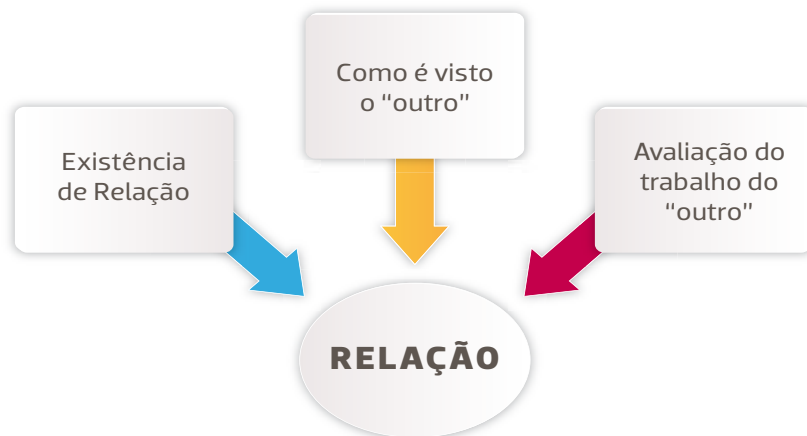 Existência
de Relação
Como é visto
o “outro”
Avaliação do
trabalho do
“outro”
RELAÇÃO